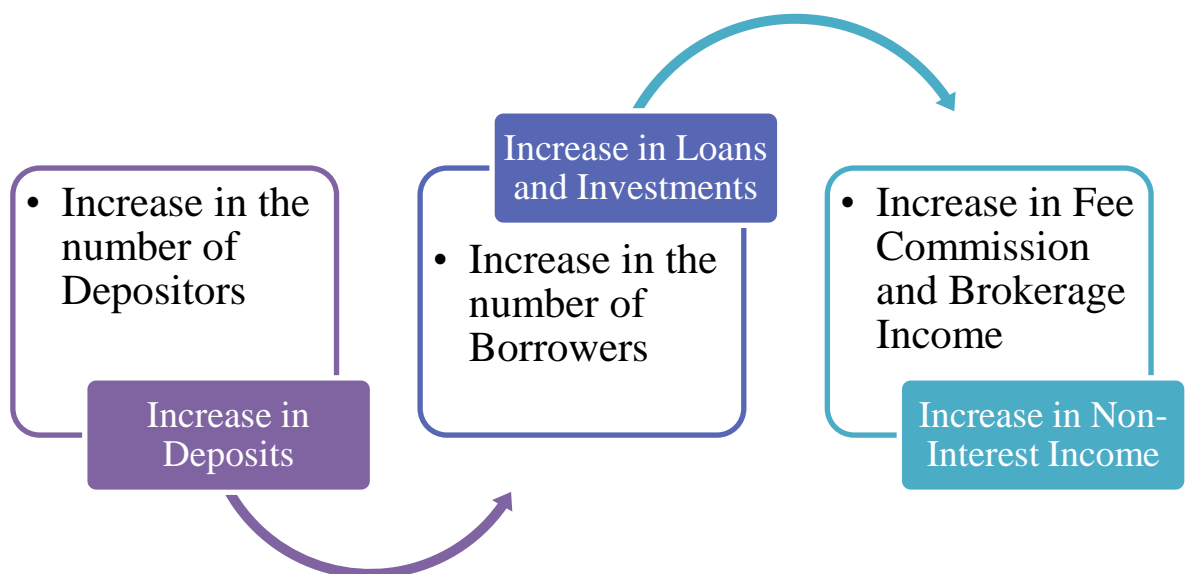 • Increase in the
number of
Depositors
Increase in
Deposits
Increase in Loans
and Investments
• Increase in the
number of
Borrowers
• Increase in Fee
Commission
and Brokerage
Income
Increase in Non-
Interest Income